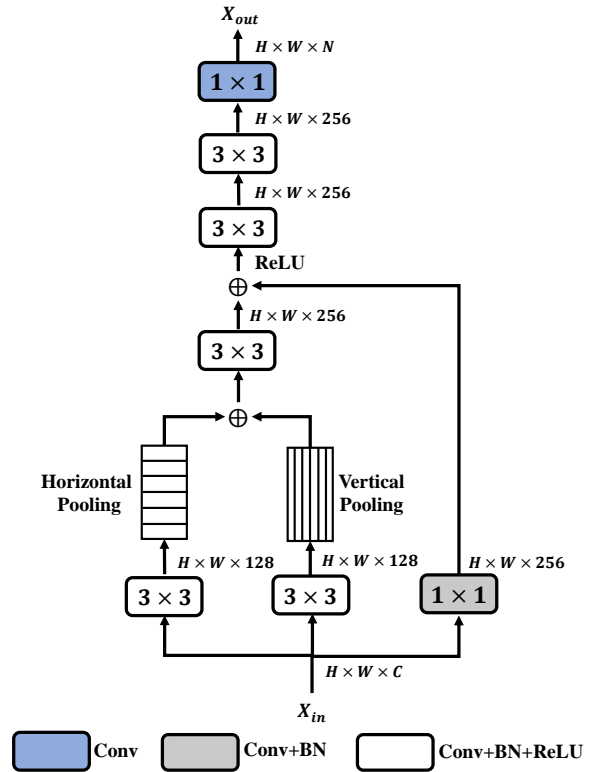 X_out
H × W × N
1 × 1
H × W × 256
3 × 3
H × W × 256
3 × 3
ReLU
⊕
H × W × 256
3 × 3
⊕
Horizontal
Pooling
Vertical
Pooling
H × W × 128
H × W × 128
H × W × 256
3 × 3
3 × 3
1 × 1
H × W × C
X_in
Conv
Conv+BN
Conv+BN+ReLU